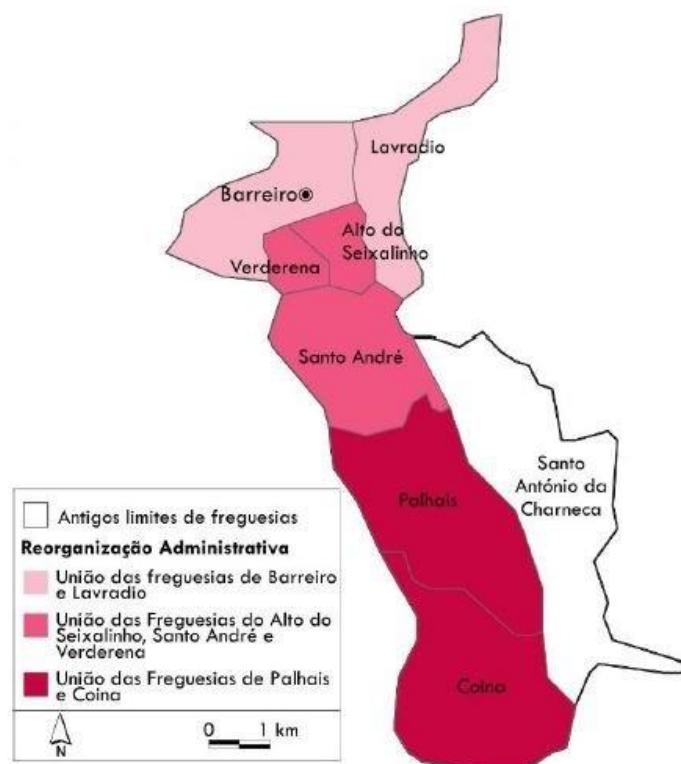 Lavradio
Barreiro
Alto do
Seixalinho
Verderena
Santo André
Santo
António da
Charneca
Palhais
Coina
Antigos limites de freguesias
Reorganização Administrativa
União das freguesias de Barreiro
e Lavradio
União das Freguesias do Alto do
Seixalinho, Santo André e
Verderena
União das Freguesias de Palhais
e Coina
N
0 1 km